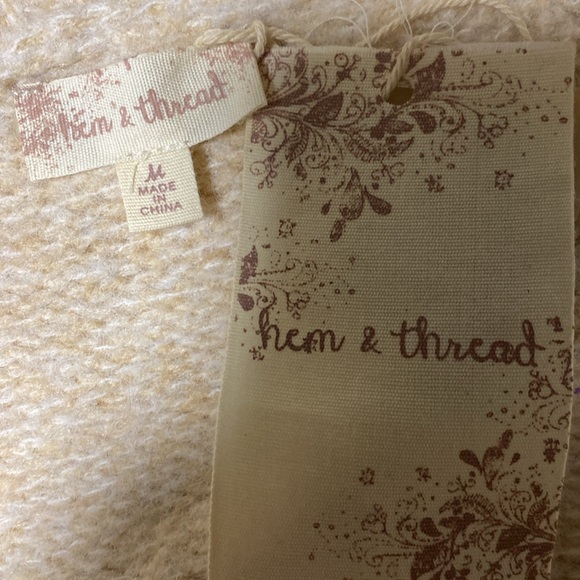 hem & thread
M
MADE
IN
CHINA
hem & thread